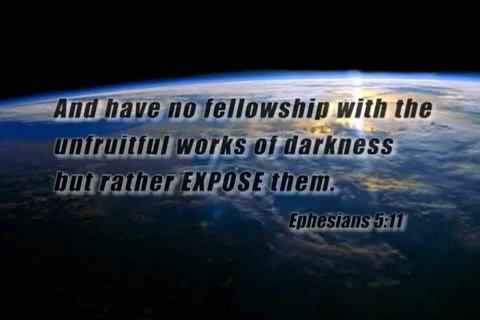 And have no fellowship with the
unfruitful works of darkness
but rather EXPOSE them.
Ephesians 5:11